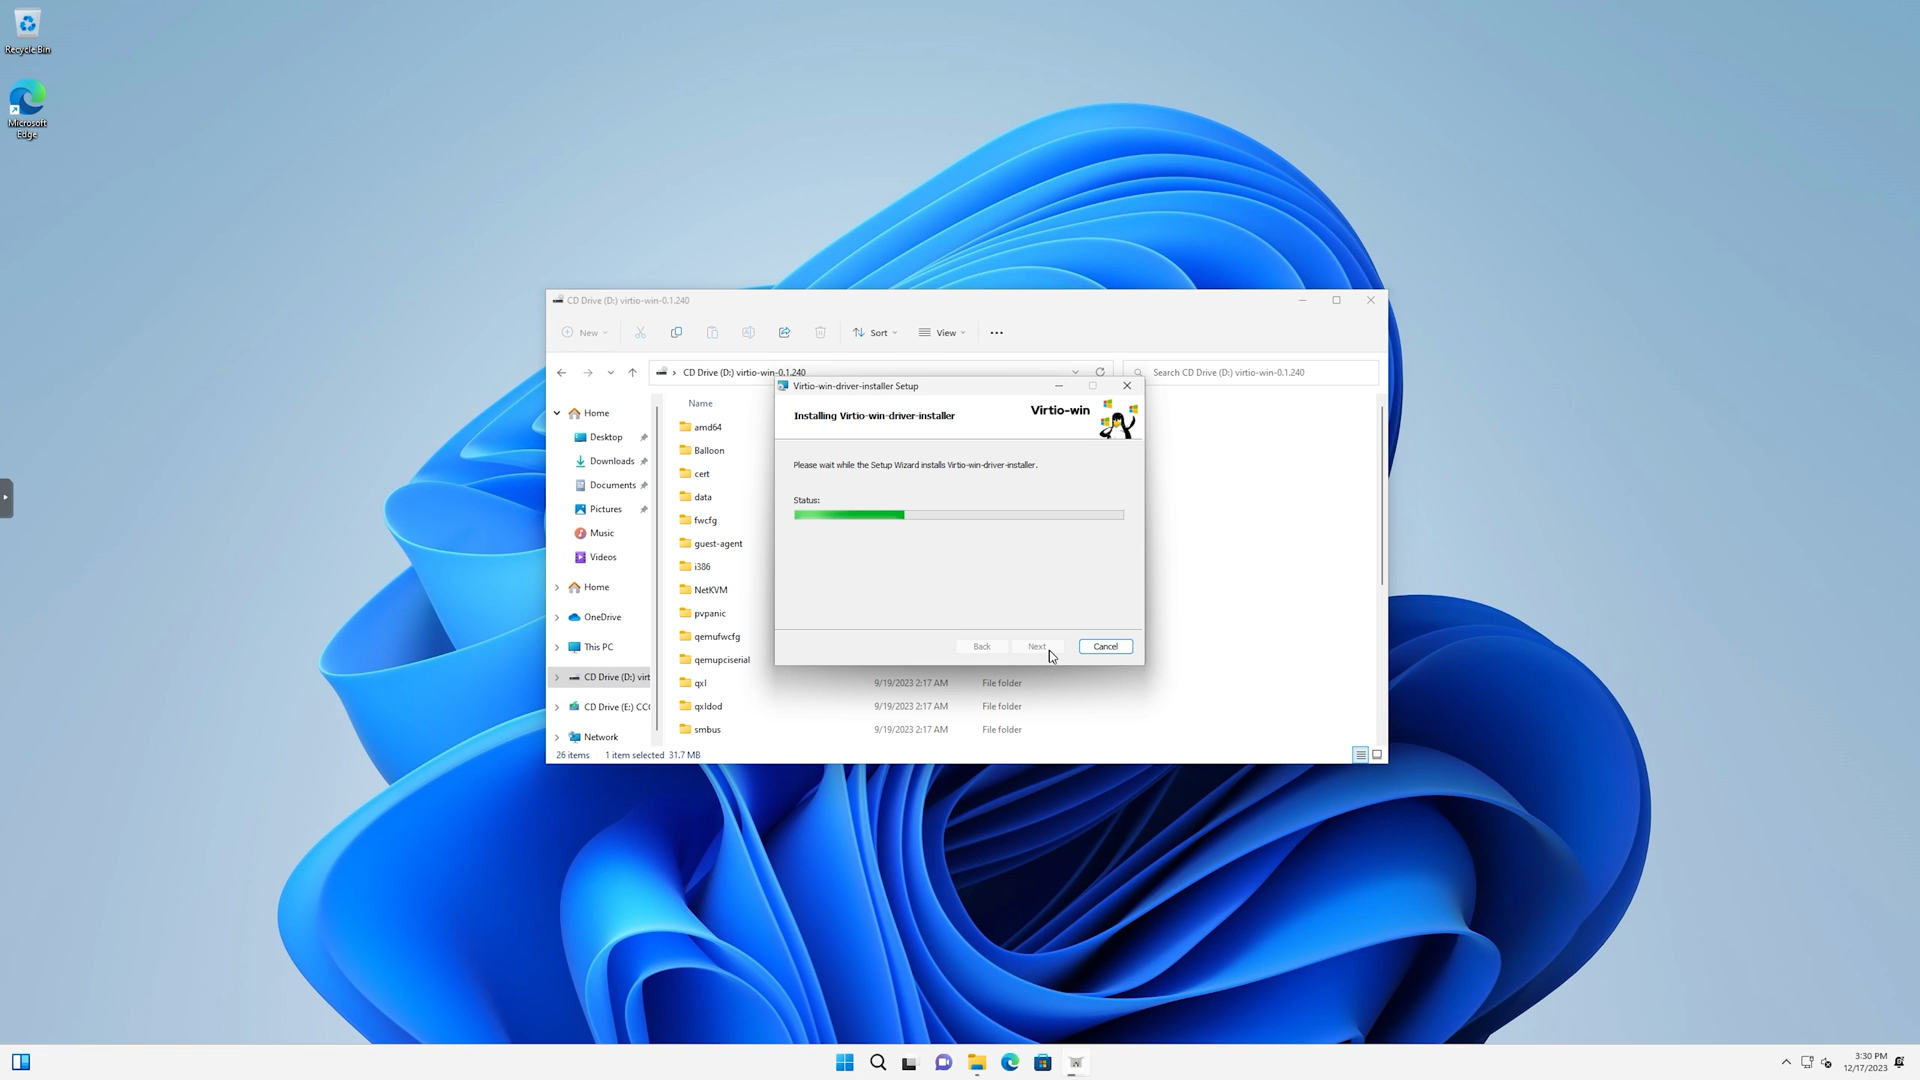 Recycle Bin
Microsoft
Edge
CD Drive (D:) virtio-win-0.1.240
New
Sort
View
CD Drive (D:) virtio-win-0.1.240
Search CD Drive (D:) virtio-win-0.1.240
Home
Desktop
Downloads
Documents
Pictures
Music
Videos
Home
OneDrive
This PC
CD Drive (D:) virt
CD Drive (E:) CC
Network
Name
amd64
Balloon
cert
data
fwcfg
guest-agent
i386
NetKVM
pvpanic
qemufwcfg
qemupciserial
qxl 9/19/2023 2:17 AM File folder
qxldod 9/19/2023 2:17 AM File folder
smbus 9/19/2023 2:17 AM File folder
26 items 1 item selected 31.7 MB
Virtio-win-driver-installer Setup
Installing Virtio-win-driver-installer
Virtio-win
Please wait while the Setup Wizard installs Virtio-win-driver-installer.
Status:
Back
Next
Cancel
3:30 PM
12/17/2023